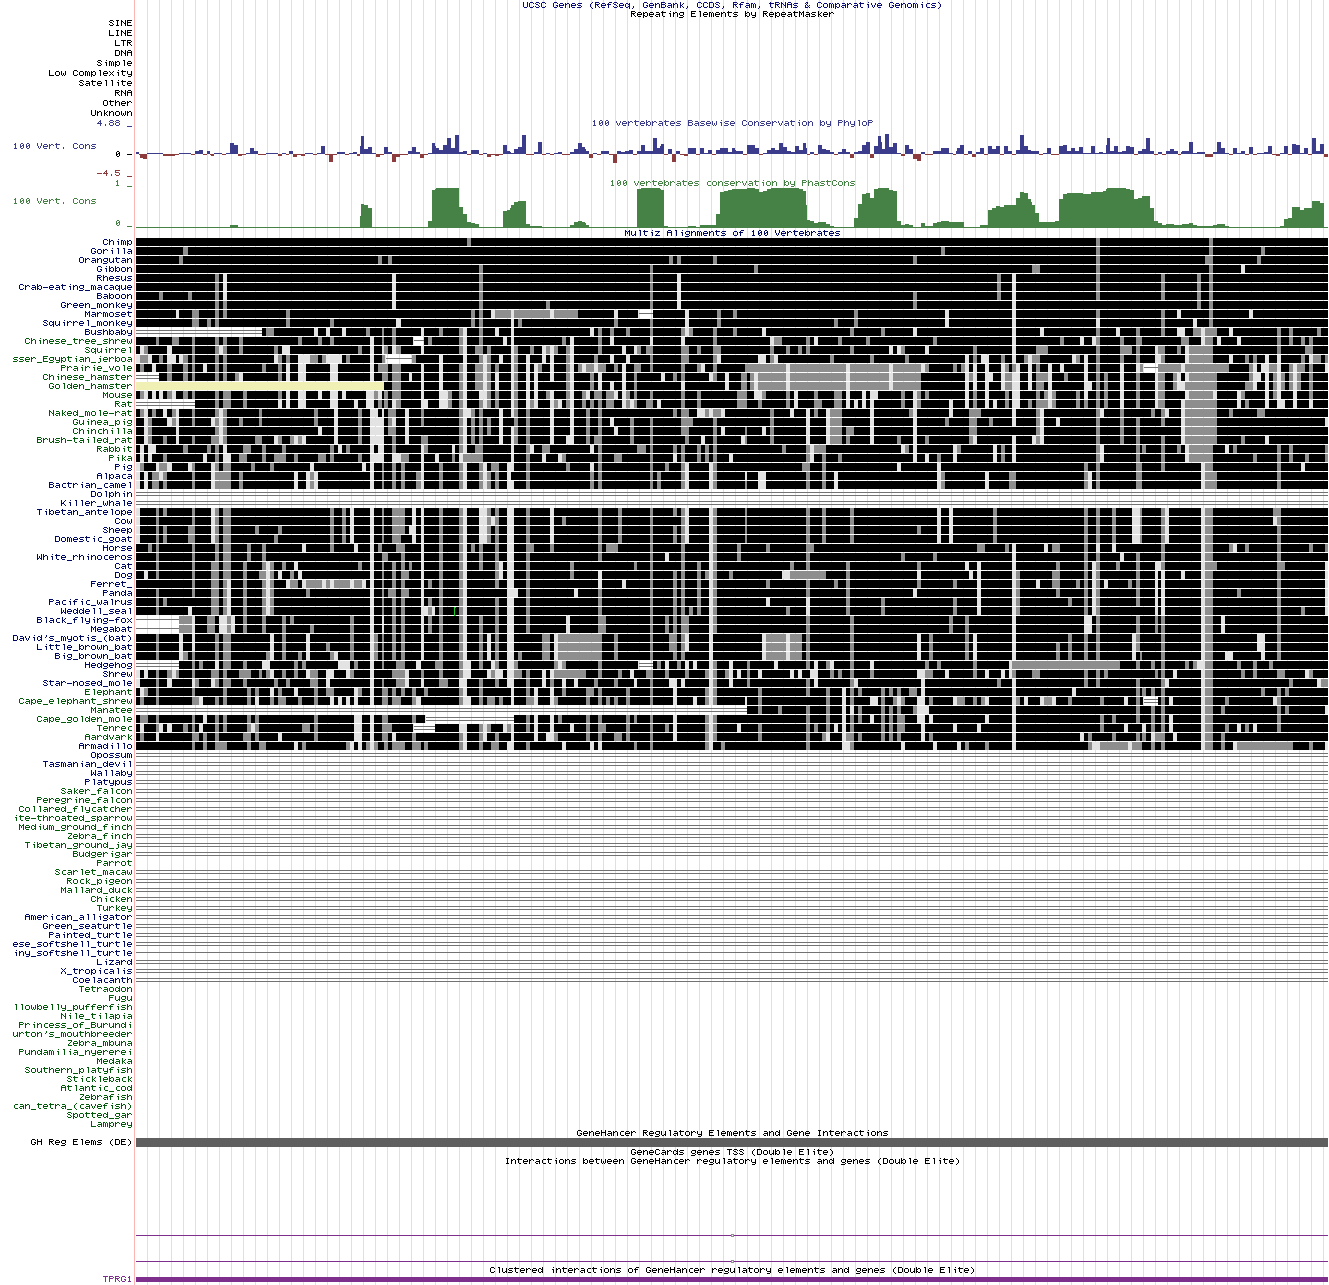 UCSC Genes (RefSeq, GenBank, CCDS, Rfam, tRNAs & Comparative Genomics)
Repeating Elements by RepeatMasker
SINE
LINE
LTR
DNA
Simple
Low Complexity
Satellite
RNA
Other
Unknown
4.88 _
100 vertebrates Basewise Conservation by PhyloP
100 Vert. Cons
0 -
-4.5 _
100 vertebrates conservation by PhastCons
1 _
100 Vert. Cons
0 _
Multiz Alignments of 100 Vertebrates
Chimp
Gorilla
Orangutan
Gibbon
Rhesus
Crab-eating_macaque
Baboon
Green_monkey
Marmoset
Squirrel_monkey
Bushbaby
Chinese_tree_shrew
Squirrel
sser_Egyptian_jerboa
Prairie_vole
Chinese_hamster
Golden_hamster
Mouse
Rat
Naked_mole-rat
Guinea_pig
Chinchilla
Brush-tailed_rat
Rabbit
Pika
Pig
Alpaca
Bactrian_camel
Dolphin
Killer_whale
Tibetan_antelope
Cow
Sheep
Domestic_goat
Horse
White_rhinoceros
Cat
Dog
Ferret_
Panda
Pacific_walrus
Weddell_seal
Black_flying-fox
Megabat
David's_myotis_(bat)
Little_brown_bat
Big_brown_bat
Hedgehog
Shrew
Star-nosed_mole
Elephant
Cape_elephant_shrew
Manatee
Cape_golden_mole
Tenrec
Aardvark
Armadillo
Opossum
Tasmanian_devil
Wallaby
Platypus
Saker_falcon
Peregrine_falcon
Collared_flycatcher
ite-throated_sparrow
Medium_ground_finch
Zebra_finch
Tibetan_ground_jay
Budgerigar
Parrot
Scarlet_macaw
Rock_pigeon
Mallard_duck
Chicken
Turkey
American_alligator
Green_seaturtle
Painted_turtle
ese_softshell_turtle
iny_softshell_turtle
Lizard
X_tropicalis
Coelacanth
Tetraodon
Fugu
llowbelly_pufferfish
Nile_tilapia
Princess_of_Burundi
urton's_mouthbreeder
Zebra_mbuna
Pundamilia_nyererei
Medaka
Southern_platyfish
Stickleback
Atlantic_cod
Zebrafish
can_tetra_(cavefish)
Spotted_gar
Lamprey
GeneHancer Regulatory Elements and Gene Interactions
GH Reg Elems (DE)
GeneCards genes TSS (Double Elite)
Interactions between GeneHancer regulatory elements and genes (Double Elite)
Clustered interactions of GeneHancer regulatory elements and genes (Double Elite)
TPRG1